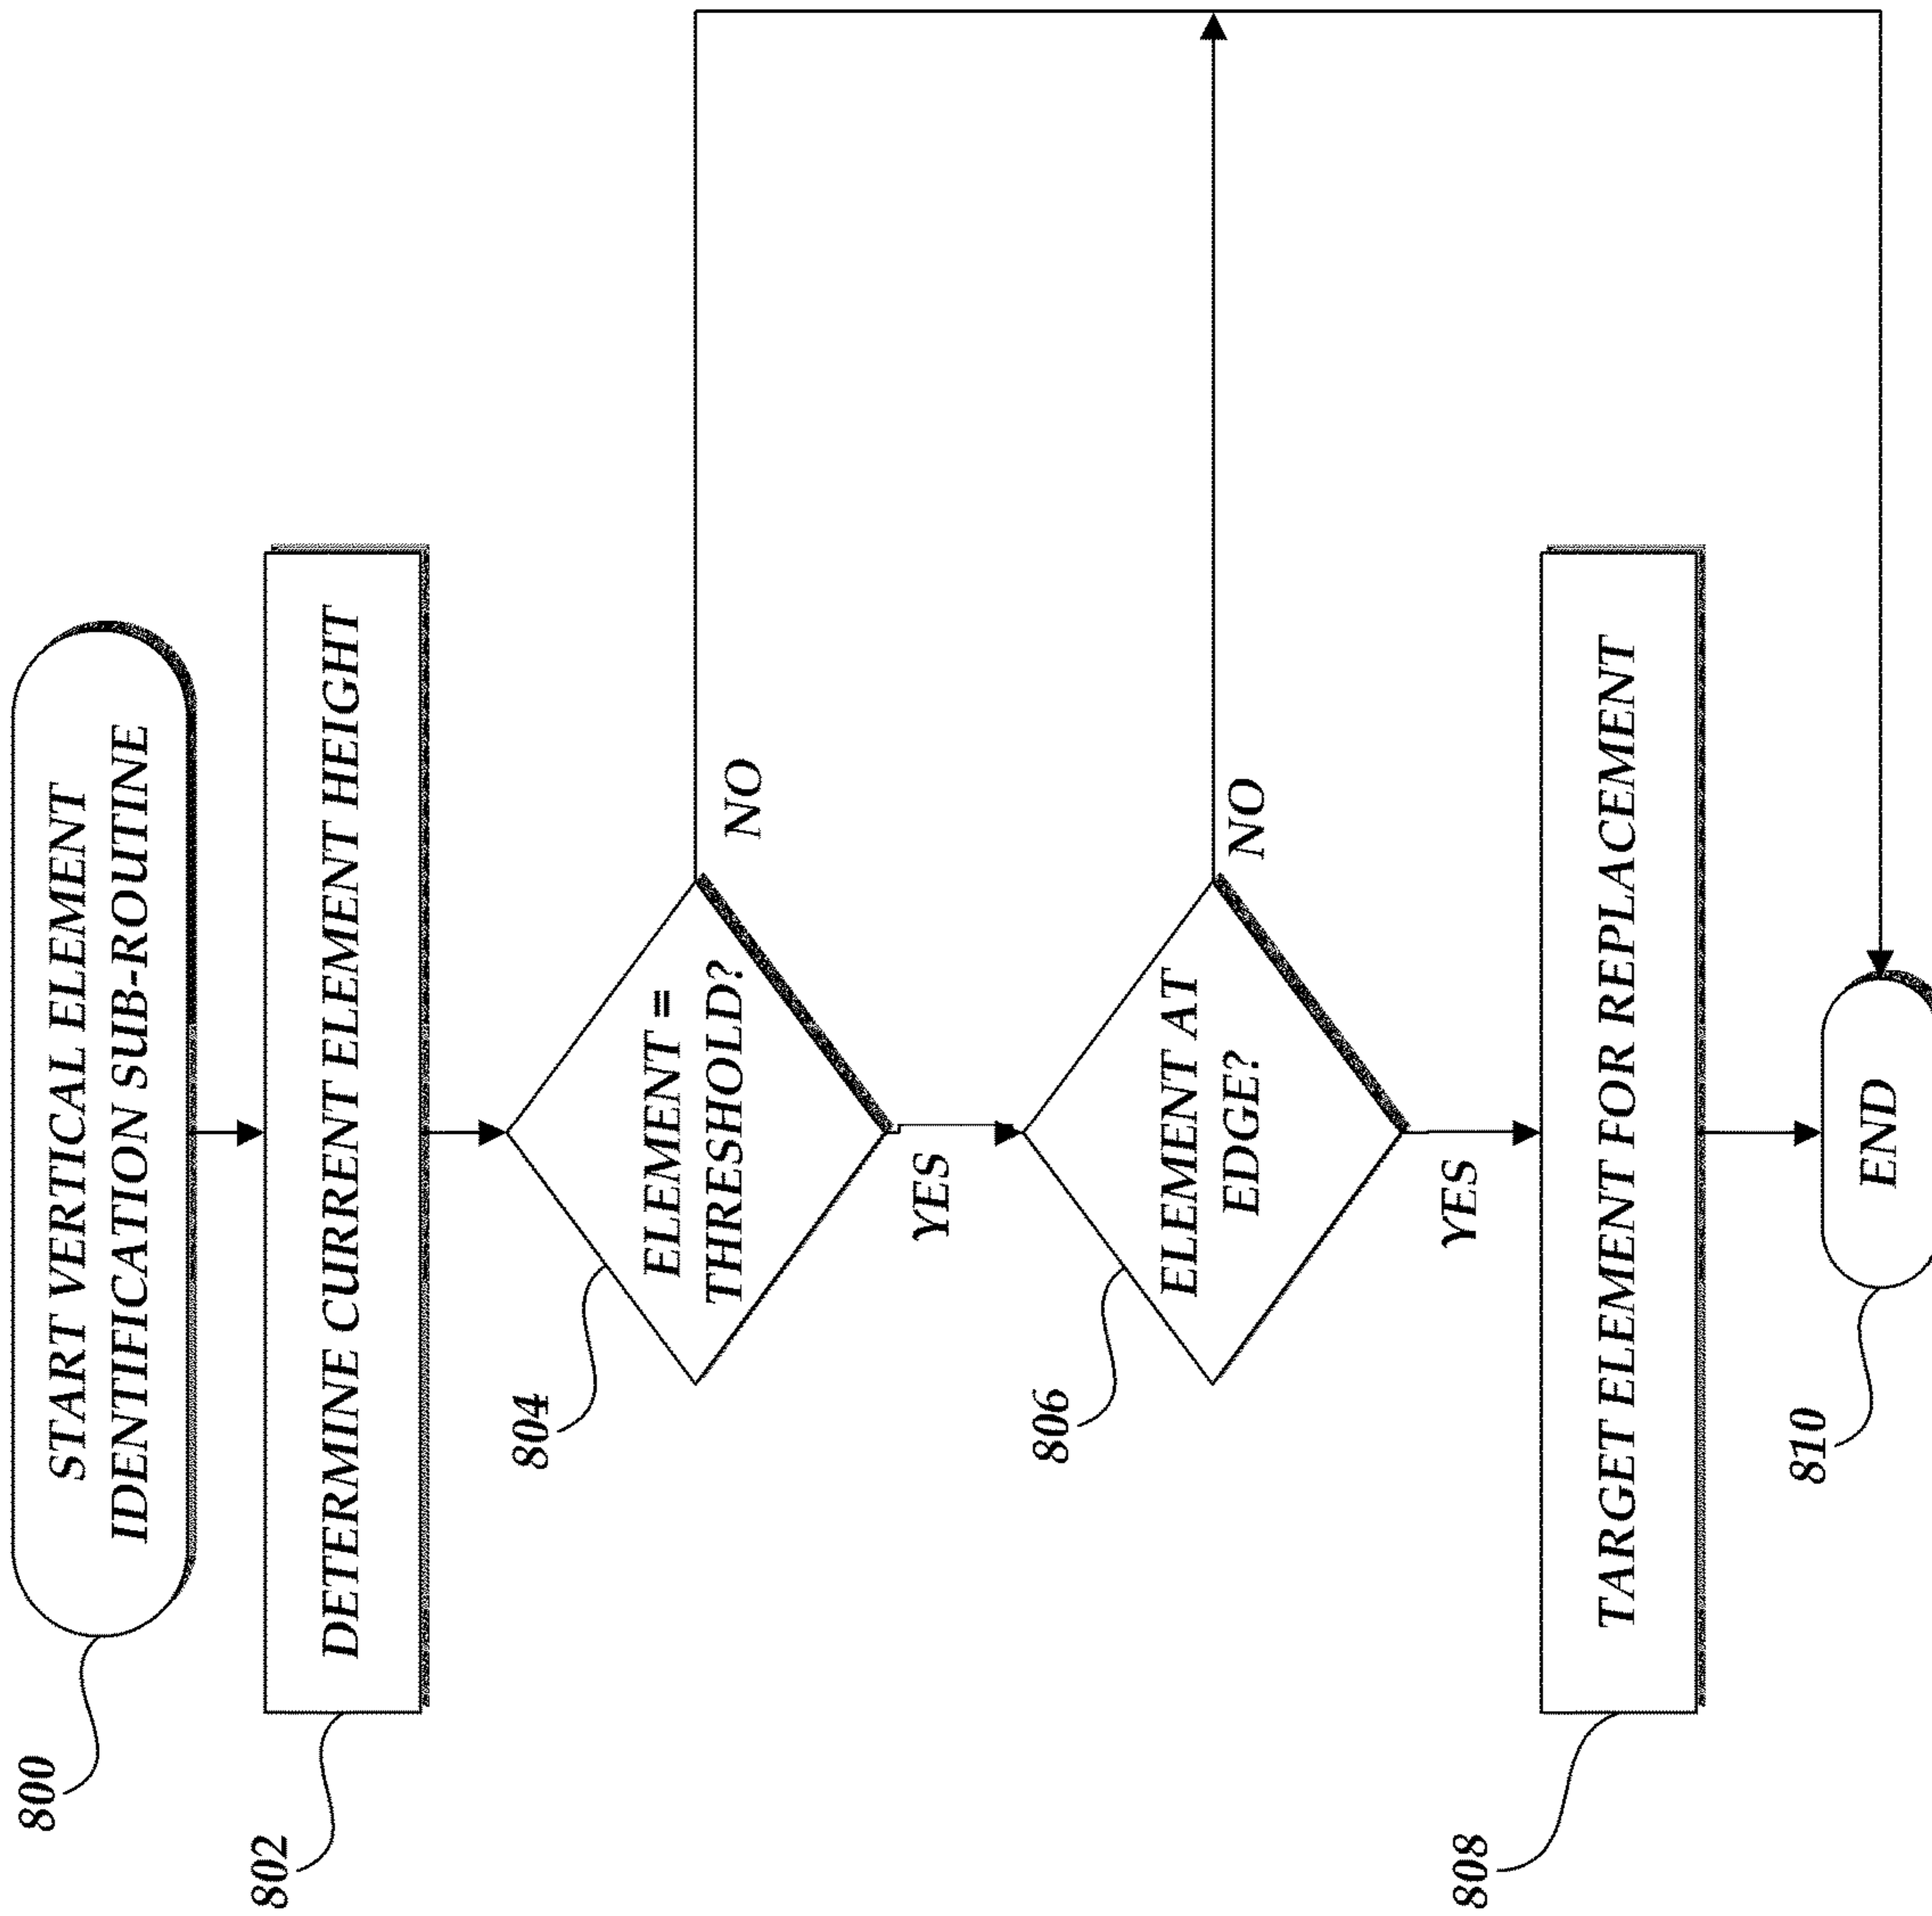 800
START VERTICAL ELEMENT
IDENTIFICATION SUB-ROUTINE
802
DETERMINE CURRENT ELEMENT HEIGHT
804
ELEMENT =
THRESHOLD?
NO
YES
806
ELEMENT AT
EDGE?
NO
YES
808
TARGET ELEMENT FOR REPLACEMENT
810
END